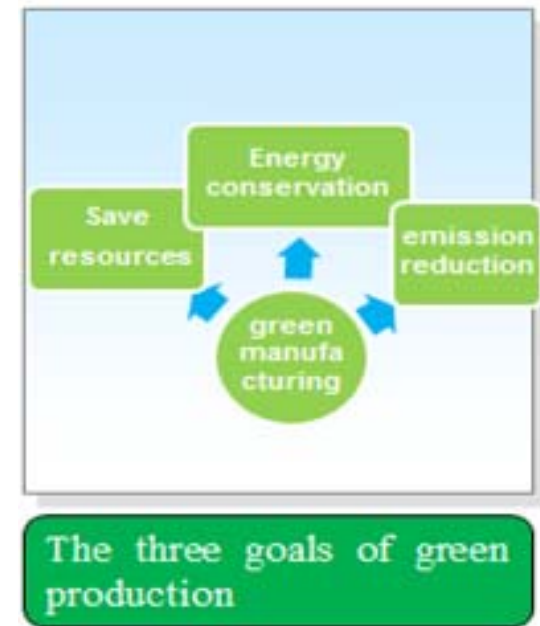 Energy
conservation
Save
resources
emission
reduction
green
manufa
cturing
The three goals of green
production